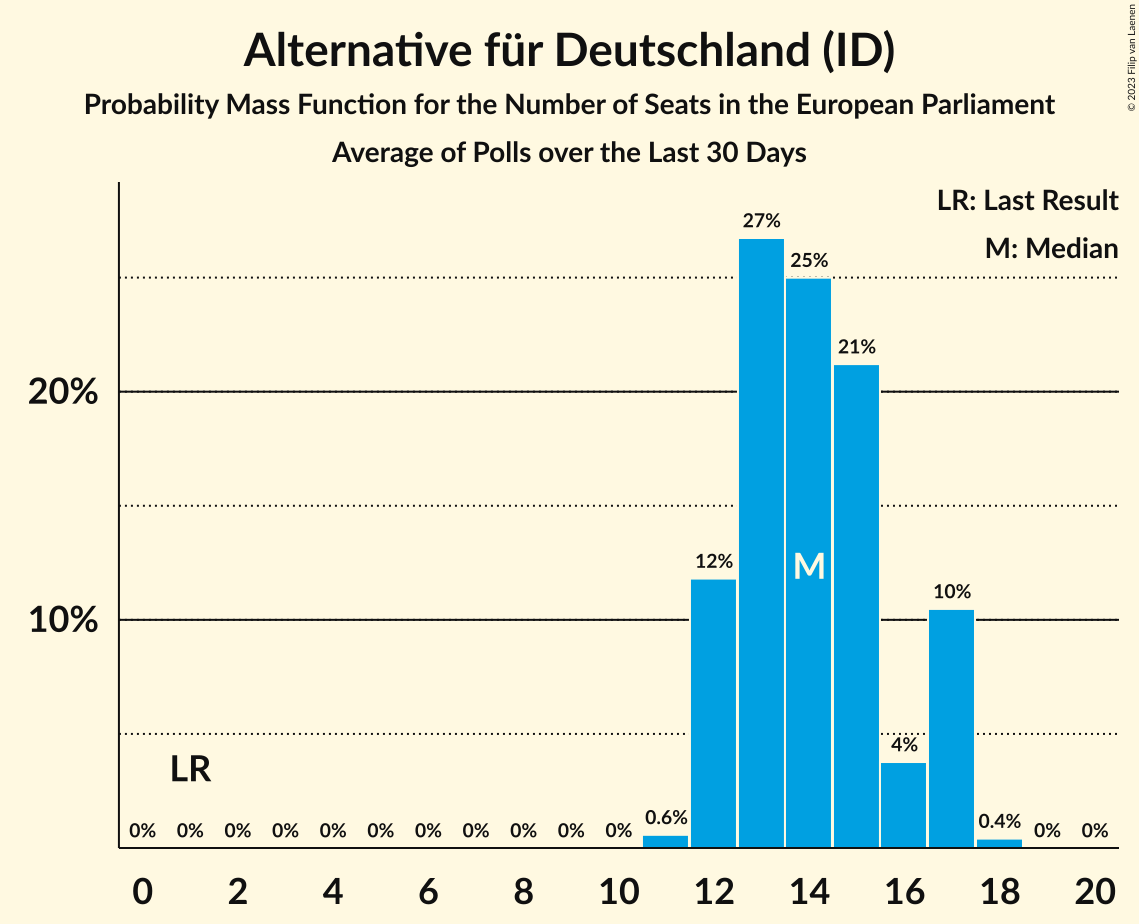 Alternative für Deutschland (ID)
Probability Mass Function for the Number of Seats in the European Parliament
Average of Polls over the Last 30 Days
© 2023 Filip van Laenen
LR: Last Result
M: Median
27%
25%
21%
20%
12%
M
10%
10%
4%
LR
0% 0% 0% 0% 0% 0% 0% 0% 0% 0% 0% 0.6% 0.4% 0% 0%
0 2 4 6 8 10 12 14 16 18 20